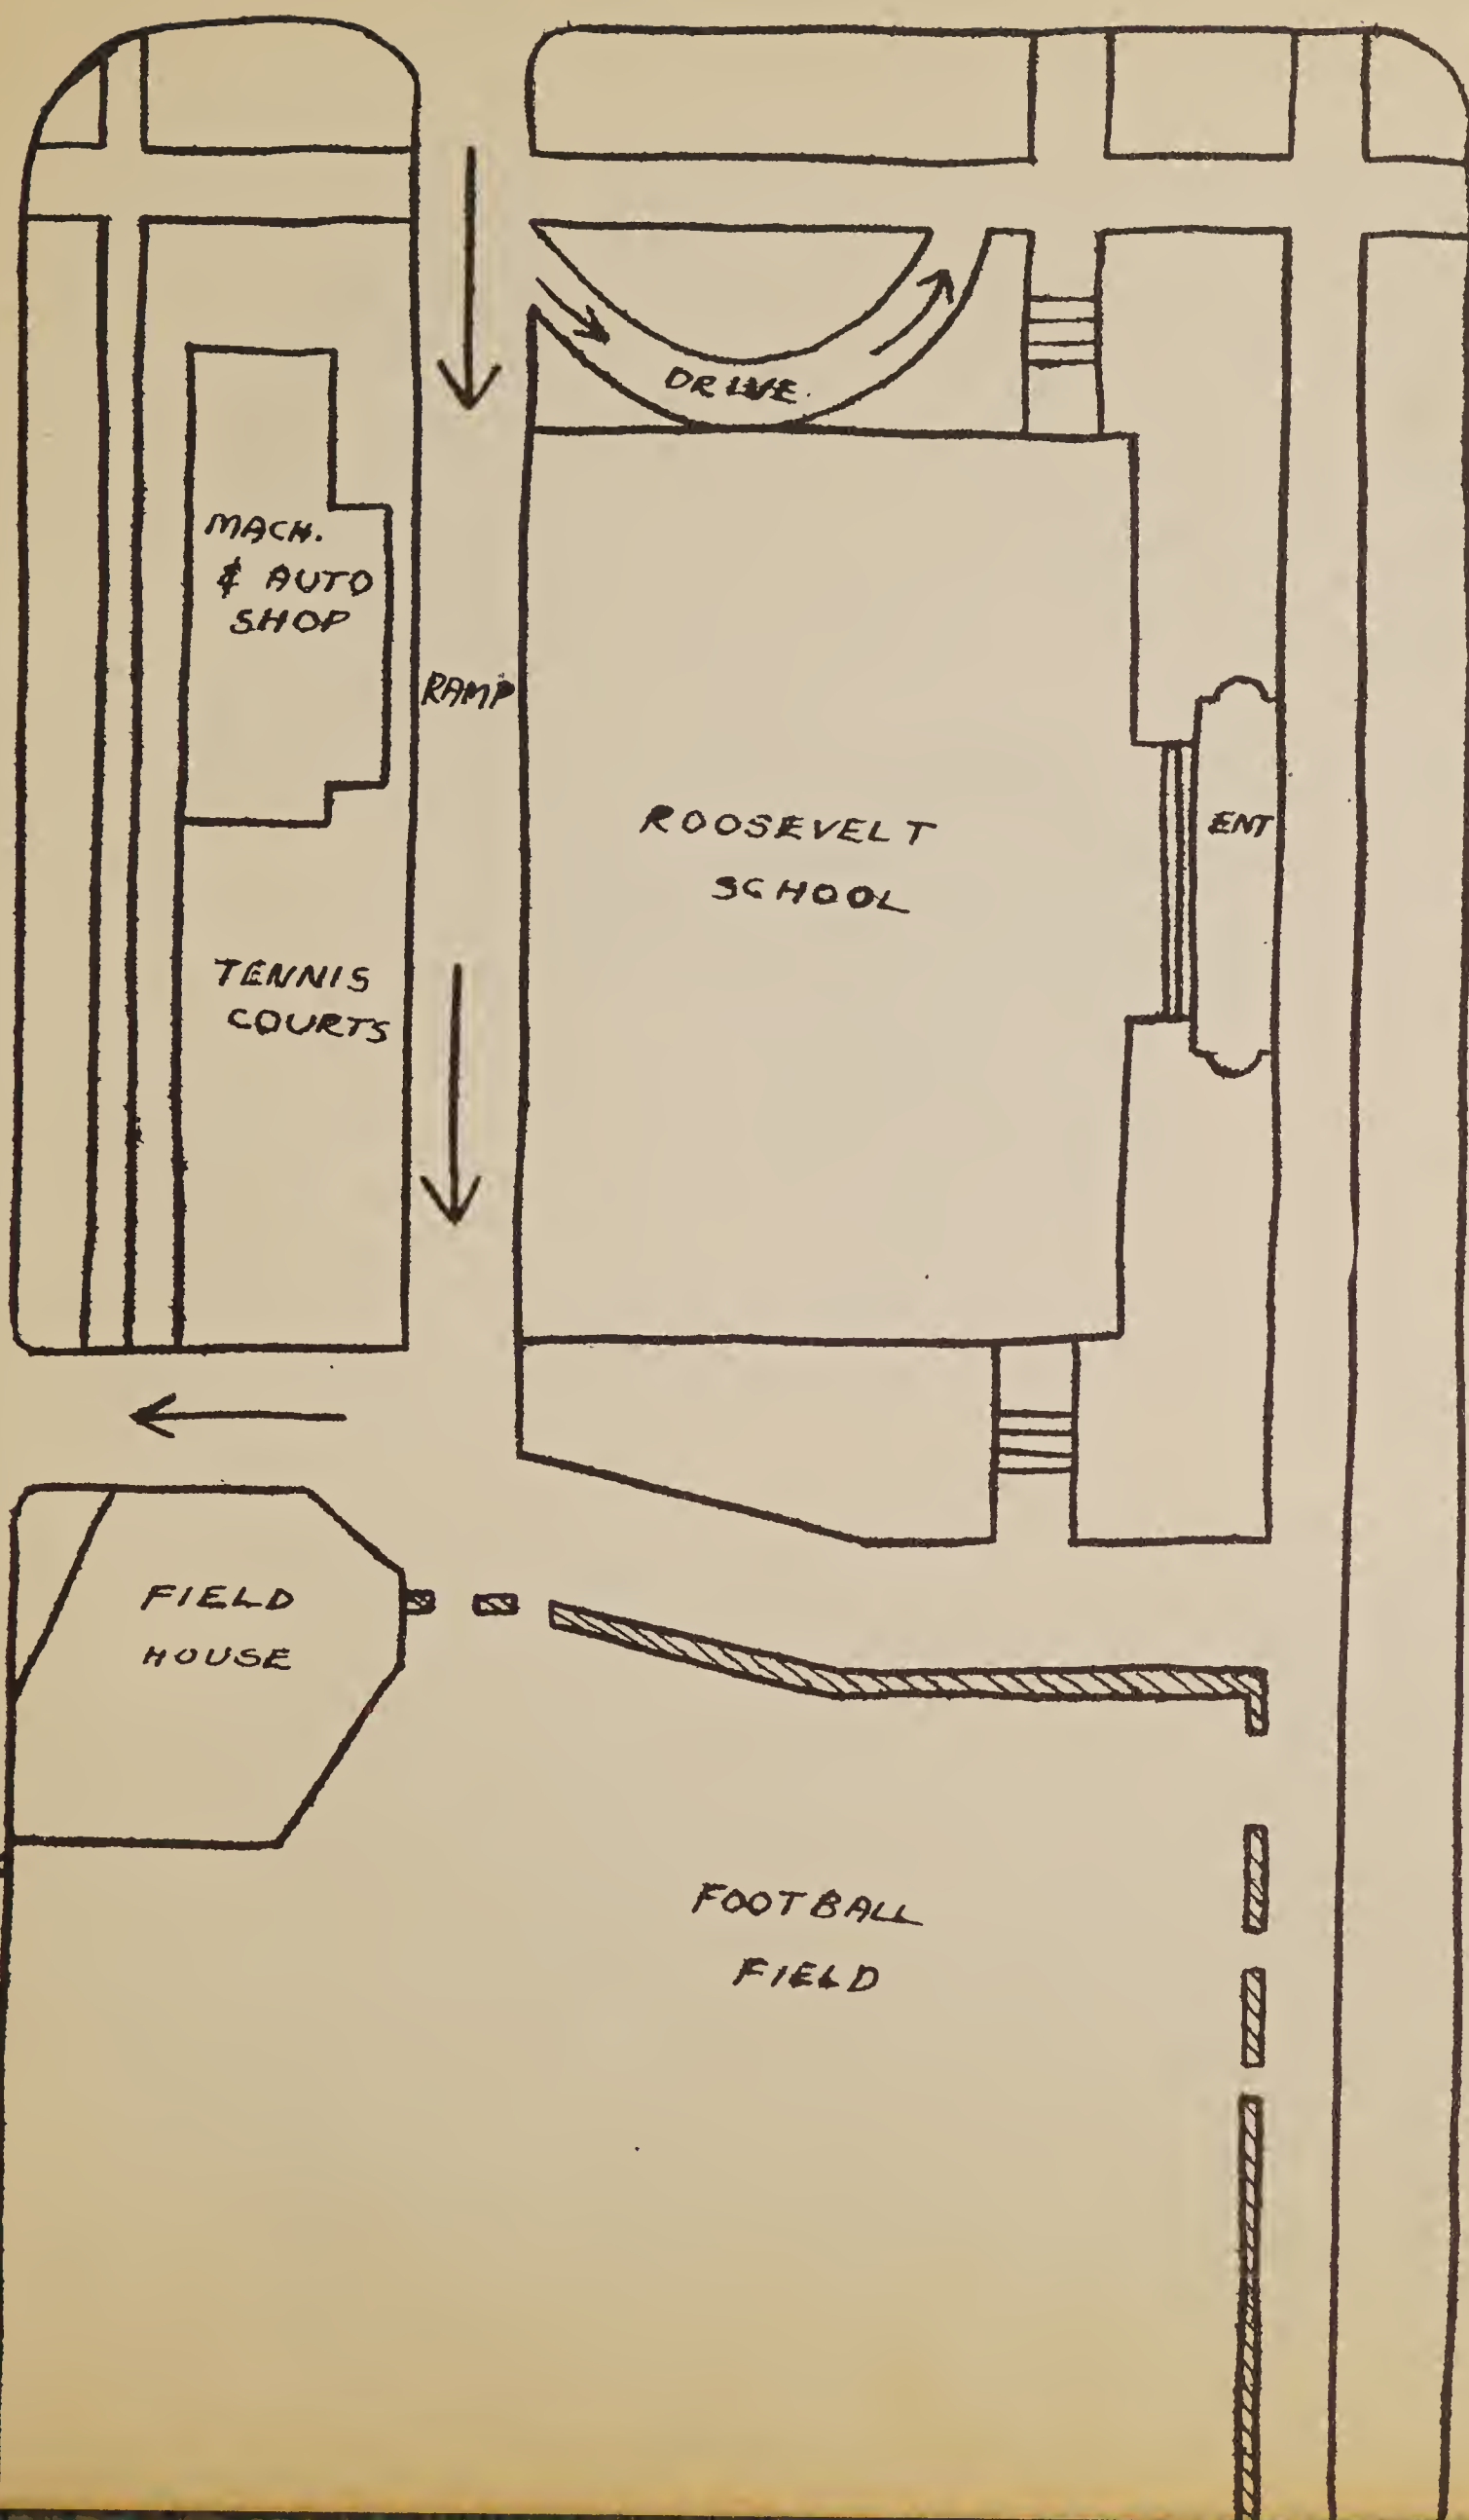 DRIVE.
MACH.
& AUTO
SHOP
RAMP
ROOSEVELT
SCHOOL
ENT
TENNIS
COURTS
FIELD
HOUSE
FOOTBALL
FIELD